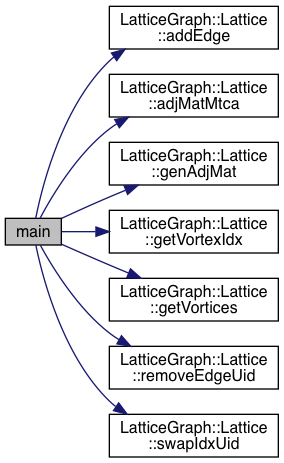 LatticeGraph::Lattice
::addEdge
LatticeGraph::Lattice
::adjMatMtca
LatticeGraph::Lattice
::genAdjMat
main
LatticeGraph::Lattice
::getVortexIdx
LatticeGraph::Lattice
::getVortices
LatticeGraph::Lattice
::removeEdgeUid
LatticeGraph::Lattice
::swapIdxUid